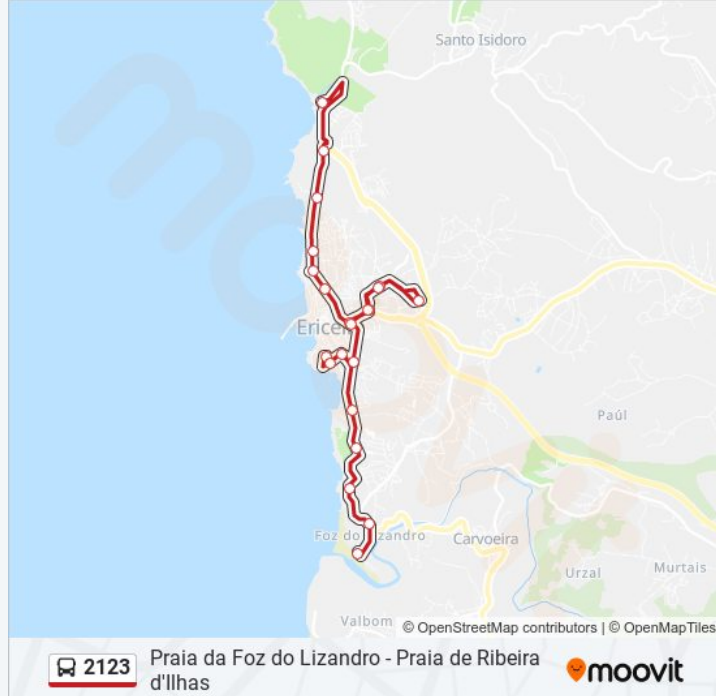 Santo Isidoro
Ericei
Paúl
Foz do Lizandro
Carvoeira
Urzal
Murtais
Valbom
© OpenStreetMap contributors | © OpenMapTiles
2123
Praia da Foz do Lizandro - Praia de Ribeira
d'Ilhas
moovit